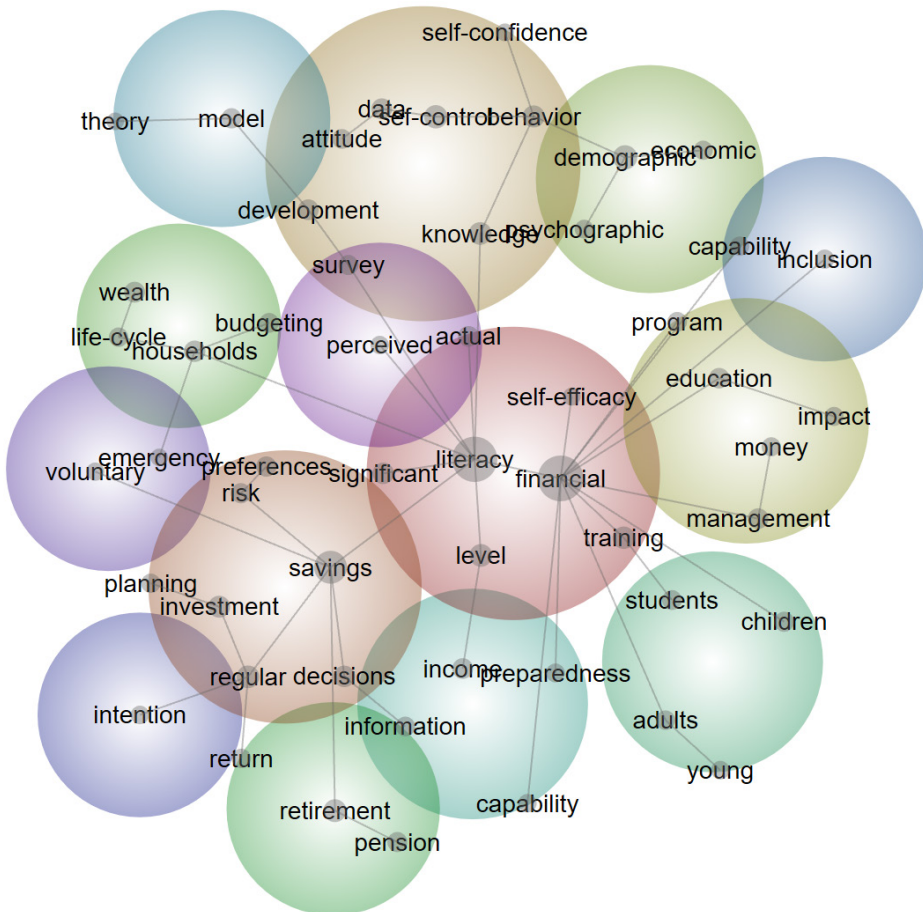 self-confidence
data
theory
model
sef-control
behavior
attitude
demographic
economic
development
knowledge
psychographic
capability
survey
inclusion
wealth
budgeting
program
life-cycle
households
perceived
actual
education
self-efficacy
impact
money
voluntary
emergency
preferences
significant
literacy
financial
risk
management
training
level
savings
planning
investment
students
children
regular
decisions
income
preparedness
intention
information
adults
return
young
retirement
capability
pension